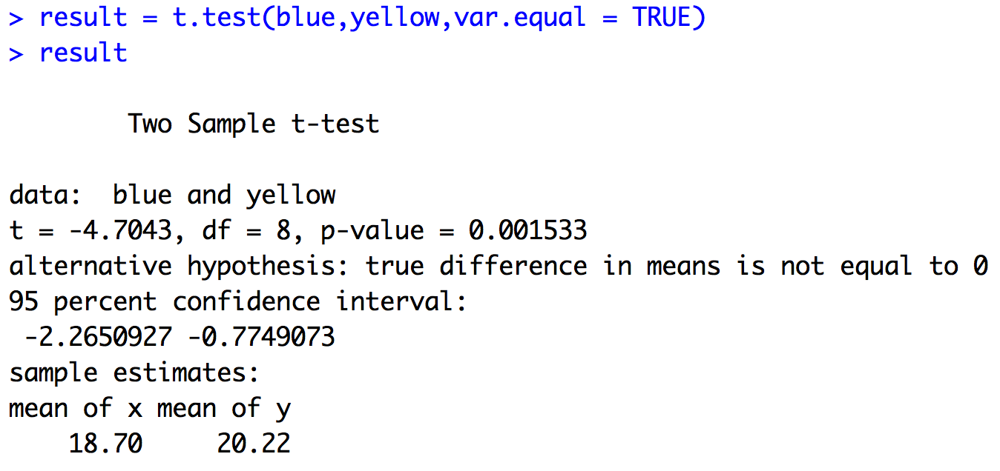 > result = t.test(blue,yellow,var.equal = TRUE)
> result
Two Sample t-test
data:  blue and yellow
t = -4.7043, df = 8, p-value = 0.001533
alternative hypothesis: true difference in means is not equal to 0
95 percent confidence interval:
 -2.2650927 -0.7749073
sample estimates:
mean of x mean of y
    18.70     20.22